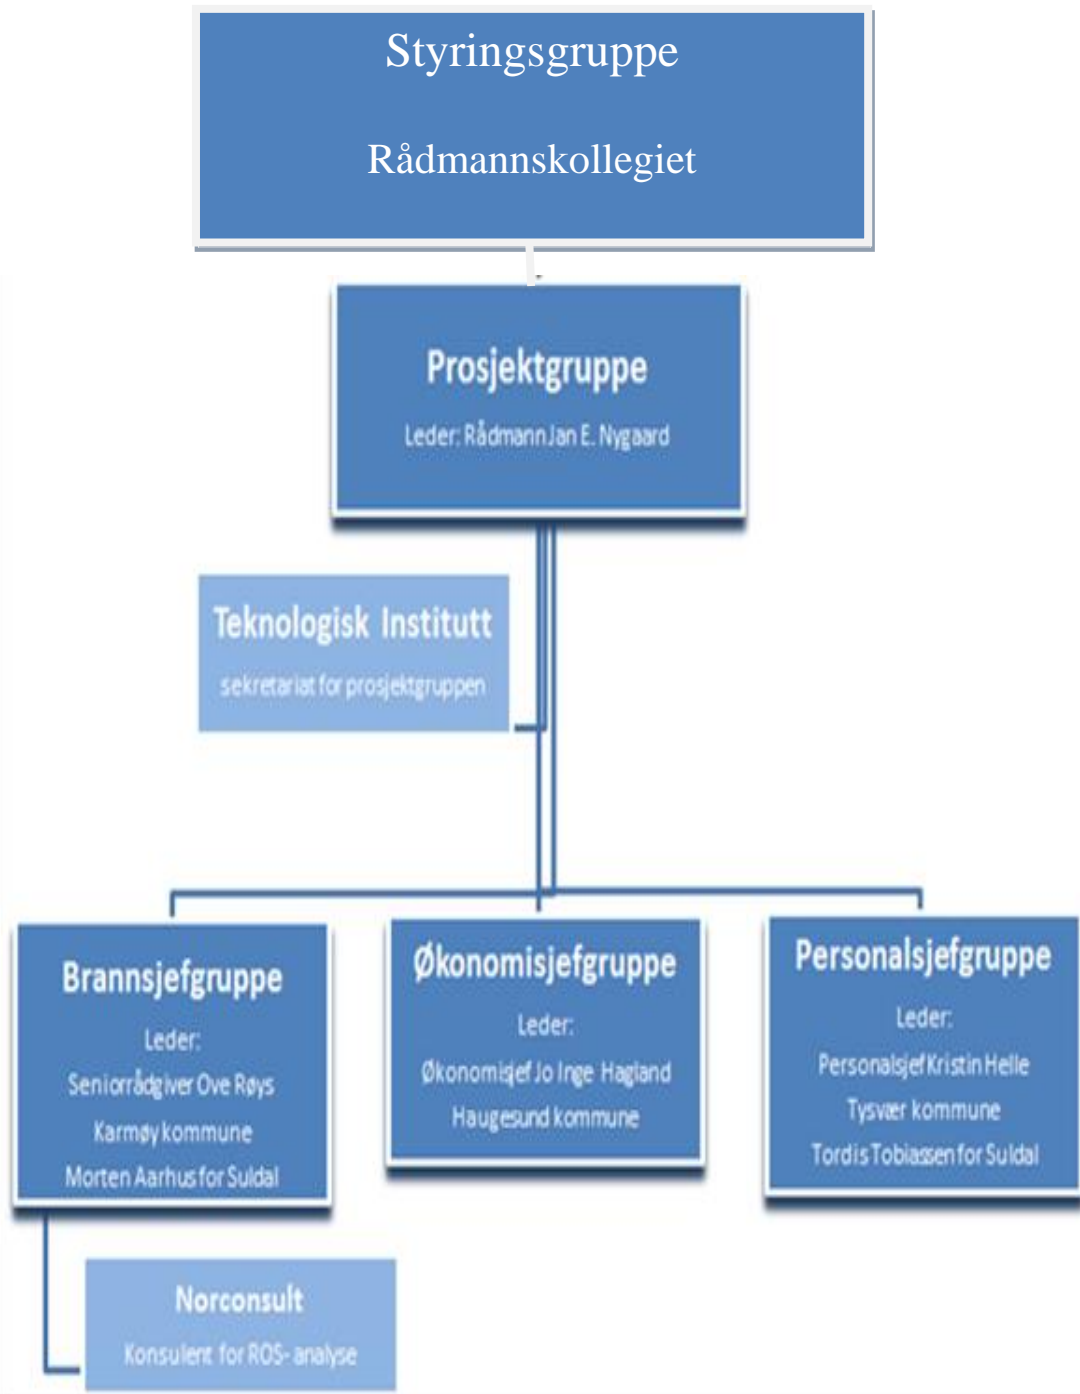 Styringsgruppe
Rådmannskollegiet
Prosjektgruppe
Leder: Rådmann Jan E. Nygaard
Teknologisk Institutt
sekretariat for prosjektgruppen
Brannsjefgruppe
Leder:
Seniorrådgiver Ove Røys
Karmøy kommune
Morten Aarhus for Suldal
Økonomisjefgruppe
Leder:
Økonomisjef Jo Inge Hagland
Haugesund kommune
Personalsjefgruppe
Leder:
Personalsjef Kristin Helle
Tysvær kommune
Tordis Tobiassen for Suldal
Norconsult
Konsulent for ROS- analyse